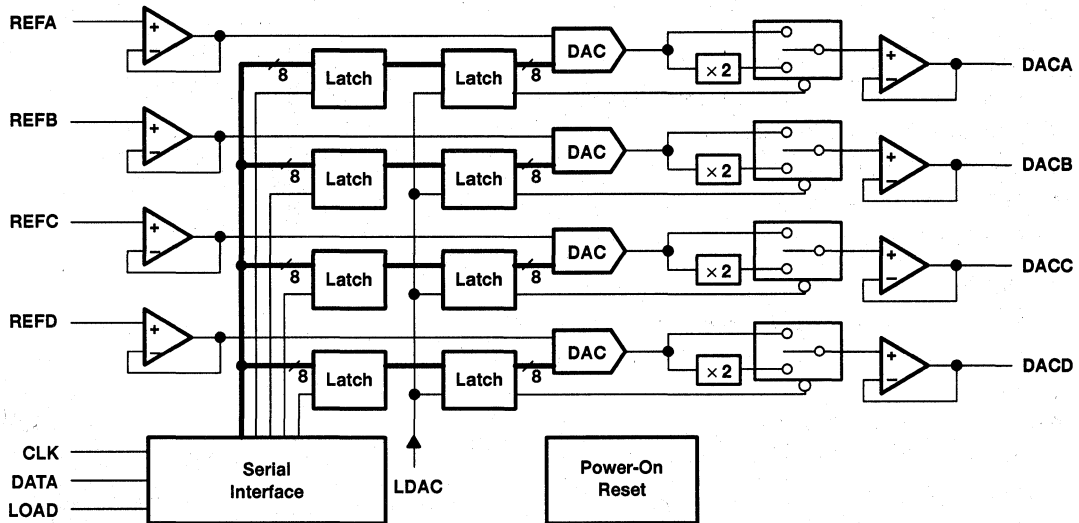 REFA
DAC
DACA
8
Latch
Latch
8
× 2
REFB
DAC
DACB
8
Latch
Latch
8
× 2
REFC
DAC
DACC
8
Latch
Latch
8
× 2
REFD
DAC
DACD
8
Latch
Latch
8
× 2
CLK
DATA
LOAD
Serial
Interface
LDAC
Power-On
Reset